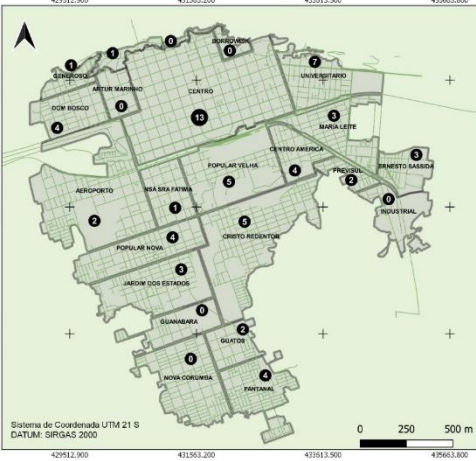 429512.900 431563.200 433613.500 435663.800
0
1 BORROWISK
1 0
GENEROSO 7
ARTUR MARINHO CENTRO UNIVERSITARIO
DOM BOSCO 0
13 3
4 MARIA LEITE
CENTRO AMERICA 3
POPULAR VELHA ERNESTO SASSIDA
AEROPORTO NSA SRA FATIMA 5 4 PREVISUL
2
2 1 0
INDUSTRIAL
4 5
POPULAR NOVA CRISTO REDENTOR
3
JARDIM DOS ESTADOS
0
GUANABARA 2
GUATOS
0
NOVA CORUMBA 4
PANTANAL
Sistema de Coordenada UTM 21 S
DATUM: SIRGAS 2000
0 250 500 m
429512.900 431563.200 433613.500 435663.800